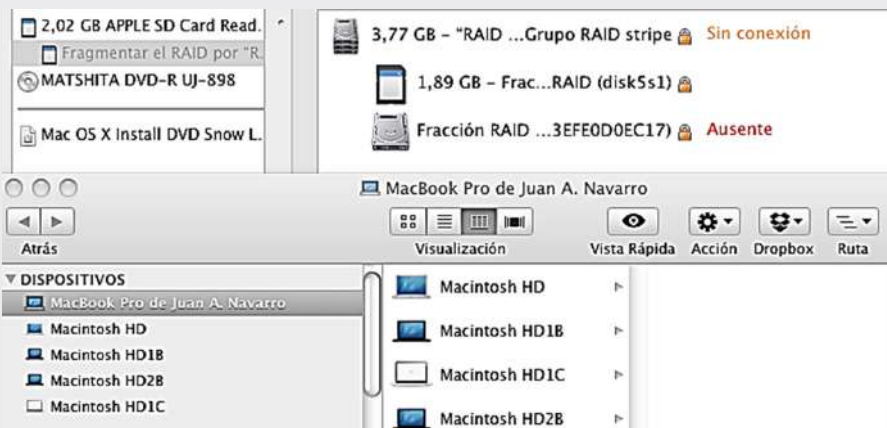 2,02 GB APPLE SD Card Read.
Fragmentar el RAID por "R
MATSHITA DVD-R UJ-898
Mac OS X Install DVD Snow L.
3,77 GB - "RAID ...Grupo RAID stripe Sin conexión
1,89 GB - Frac...RAID (disk5s1)
Fracción RAID ...3EFE0D0EC17) Ausente
MacBook Pro de Juan A. Navarro
Atrás Visualización Vista Rápida Acción Dropbox Ruta
DISPOSITIVOS
MacBook Pro de Juan A. Navarro
Macintosh HD
Macintosh HD1B
Macintosh HD2B
Macintosh HD1C
Macintosh HD
Macintosh HD1B
Macintosh HD1C
Macintosh HD2B